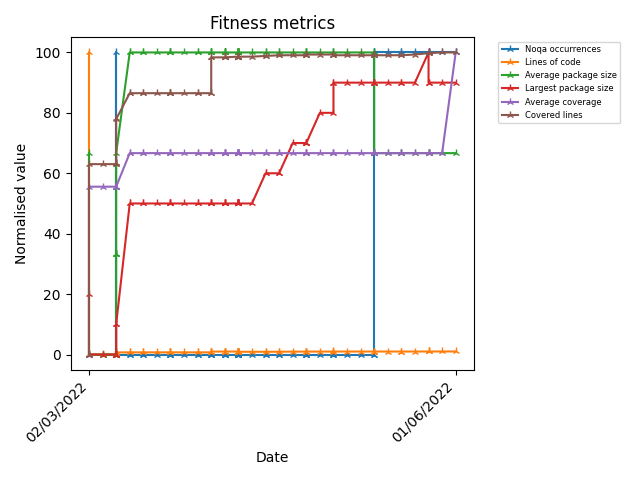 Fitness metrics
Noqa occurrences
Lines of code
Average package size
Largest package size
Average coverage
Covered lines
Normalised value
100
80
60
40
20
0
02/03/2022
01/06/2022
Date